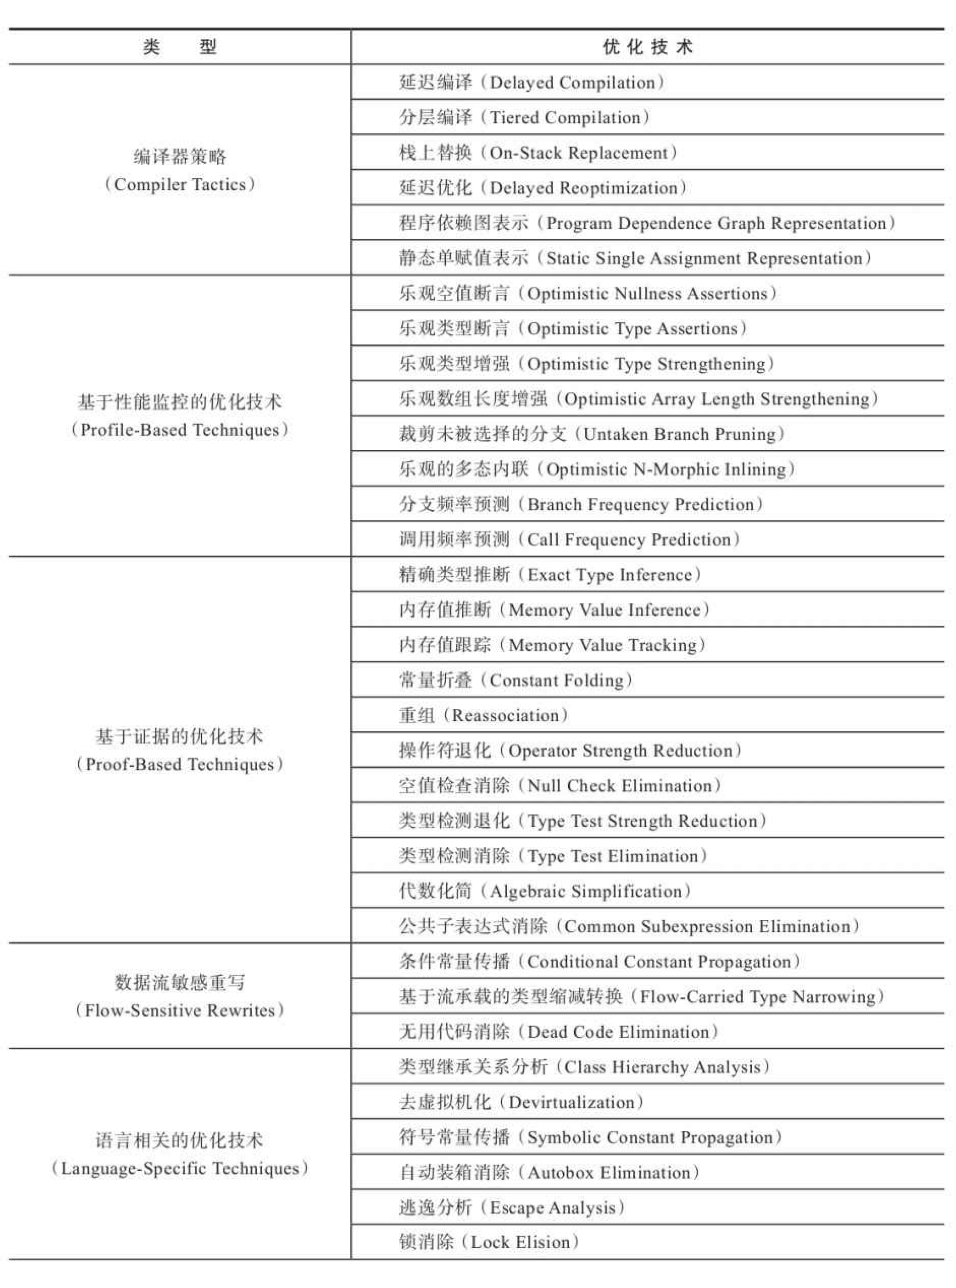 类 型
优化技术
编译器策略
（Compiler Tactics）
延迟编译（Delayed Compilation）
分层编译（Tiered Compilation）
栈上替换（On-Stack Replacement）
延迟优化（Delayed Reoptimization）
程序依赖图表示（Program Dependence Graph Representation）
静态单赋值表示（Static Single Assignment Representation）
基于性能监控的优化技术
（Profile-Based Techniques）
乐观空值断言（Optimistic Nullness Assertions）
乐观类型断言（Optimistic Type Assertions）
乐观类型增强（Optimistic Type Strengthening）
乐观数组长度增强（Optimistic Array Length Strengthening）
裁剪未被选择的分支（Untaken Branch Pruning）
乐观的多态内联（Optimistic N-Morphic Inlining）
分支频率预测（Branch Frequency Prediction）
调用频率预测（Call Frequency Prediction）
基于证据的优化技术
（Proof-Based Techniques）
精确类型推断（Exact Type Inference）
内存值推断（Memory Value Inference）
内存值跟踪（Memory Value Tracking）
常量折叠（Constant Folding）
重组（Reassociation）
操作符退化（Operator Strength Reduction）
空值检查消除（Null Check Elimination）
类型检测退化（Type Test Strength Reduction）
类型检测消除（Type Test Elimination）
代数化简（Algebraic Simplification）
公共子表达式消除（Common Subexpression Elimination）
数据流敏感重写
（Flow-Sensitive Rewrites）
条件常量传播（Conditional Constant Propagation）
基于流承载的类型缩减转换（Flow-Carried Type Narrowing）
无用代码消除（Dead Code Elimination）
语言相关的优化技术
（Language-Specific Techniques）
类型继承关系分析（Class Hierarchy Analysis）
去虚拟机化（Devirtualization）
符号常量传播（Symbolic Constant Propagation）
自动装箱消除（Autobox Elimination）
逃逸分析（Escape Analysis）
锁消除（Lock Elision）